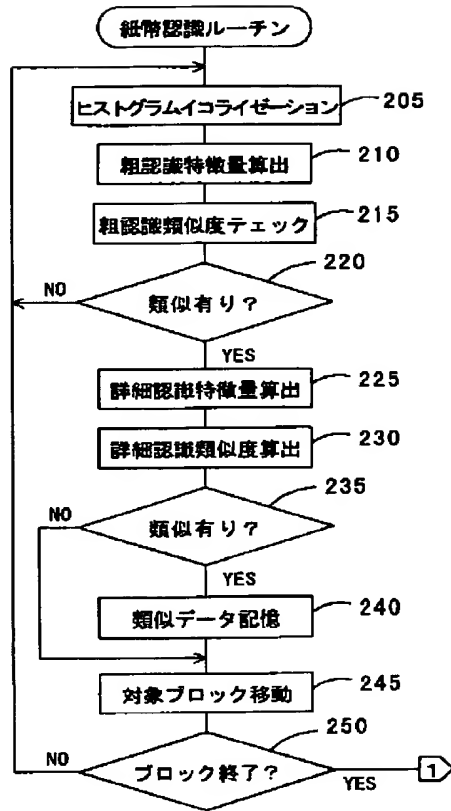 紙幣認識ルーチン
ヒストグラムイコライゼーション
205
粗認識特徴量算出
210
粗認識類似度テェック
215
220
NO
類似有り？
YES
詳細認識特徴量算出
225
詳細認識類似度算出
230
235
NO
類似有り？
YES
類似データ記憶
240
対象ブロック移動
245
250
NO
ブロック終了？
YES
1